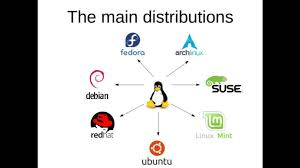 The main distributions
fedora
archlinux
debian
SUSE
redhat
Linux Mint
ubuntu